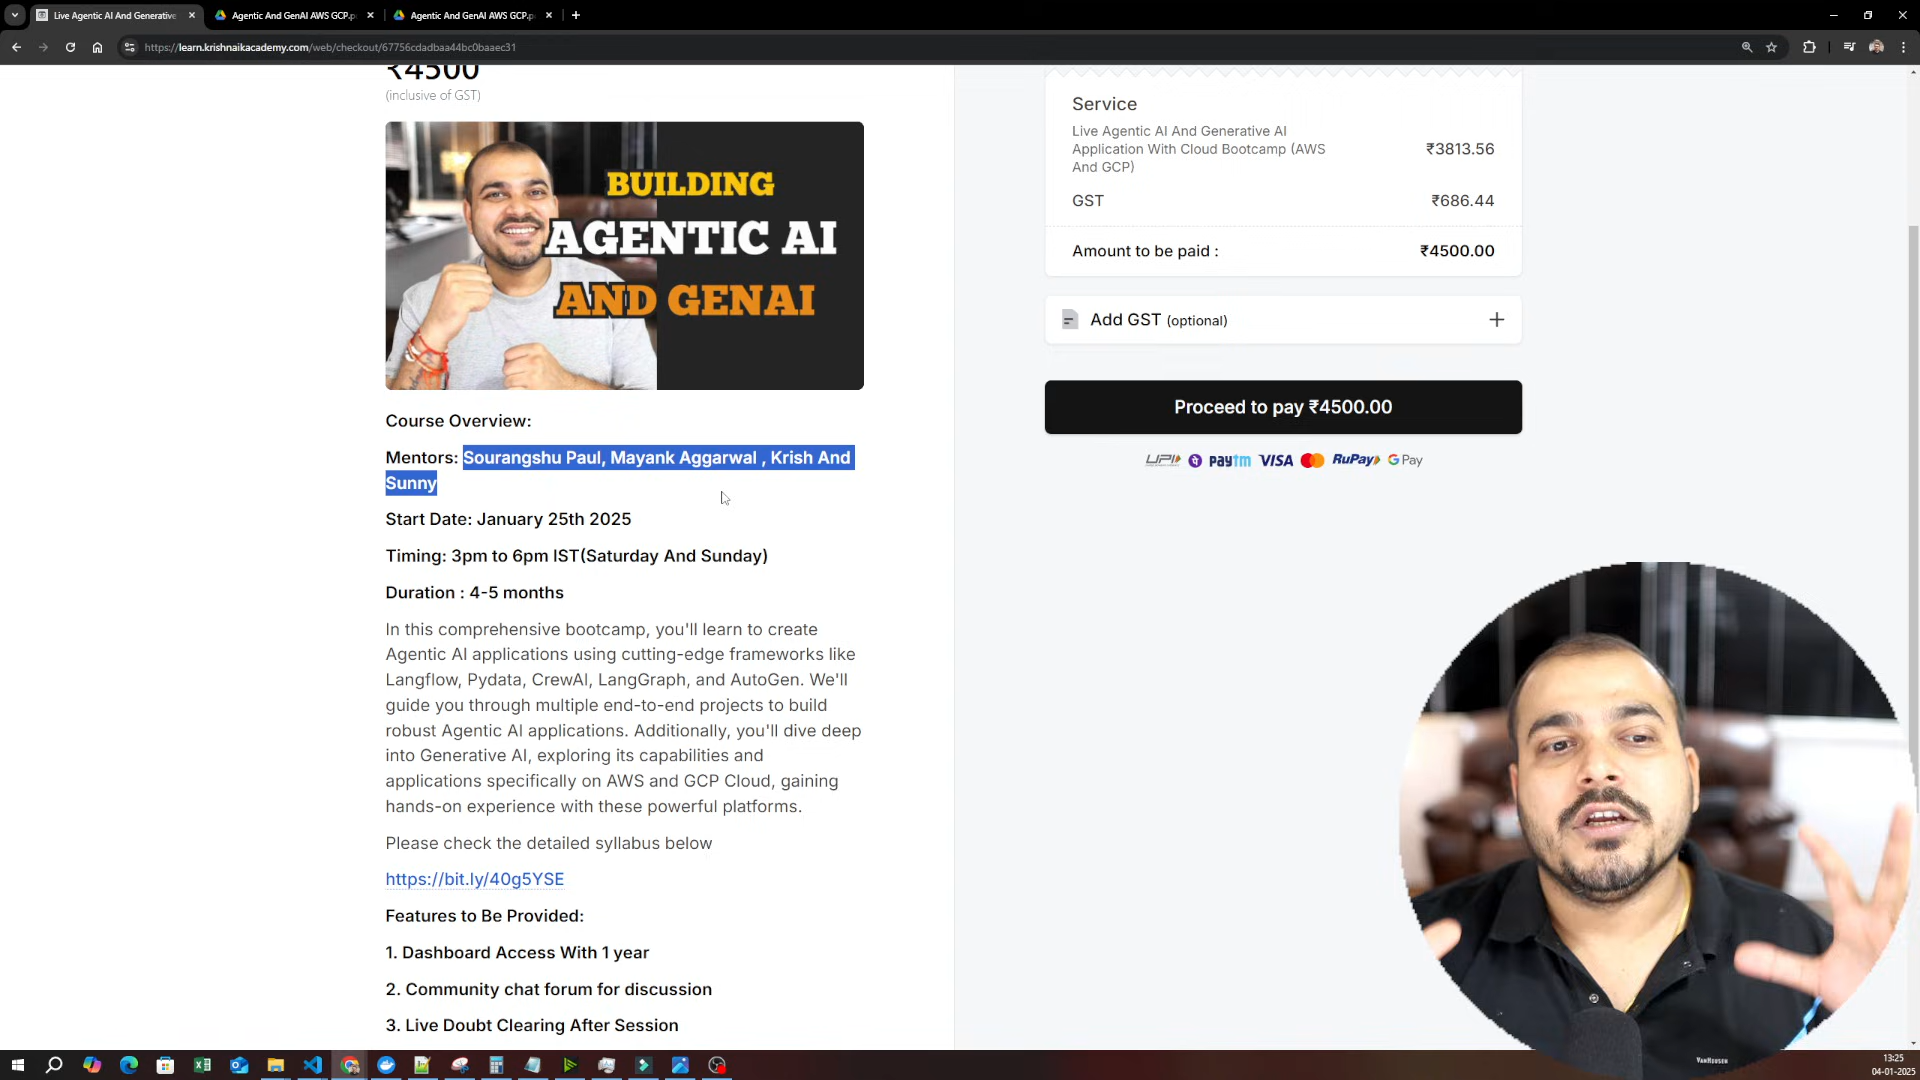 Live Agentic AI And Generative
Agentic And GenAI AWS GCP.p
Agentic And GenAI AWS GCP.p
https://learn.krishnaikacademy.com/web/checkout/67756cdadbaa44bc0baaec31
₹4500
(inclusive of GST)
BUILDING
AGENTIC AI
AND GENAI
Course Overview:
Mentors: Sourangshu Paul, Mayank Aggarwal , Krish And
Sunny
Start Date: January 25th 2025
Timing: 3pm to 6pm IST(Saturday And Sunday)
Duration : 4-5 months
In this comprehensive bootcamp, you'll learn to create
Agentic AI applications using cutting-edge frameworks like
Langflow, Pydata, CrewAI, LangGraph, and AutoGen. We'll
guide you through multiple end-to-end projects to build
robust Agentic AI applications. Additionally, you'll dive deep
into Generative AI, exploring its capabilities and
applications specifically on AWS and GCP Cloud, gaining
hands-on experience with these powerful platforms.
Please check the detailed syllabus below
https://bit.ly/40g5YSE
Features to Be Provided:
1. Dashboard Access With 1 year
2. Community chat forum for discussion
3. Live Doubt Clearing After Session
Service
Live Agentic AI And Generative AI
Application With Cloud Bootcamp (AWS
And GCP)
₹3813.56
GST ₹686.44
Amount to be paid : ₹4500.00
Add GST (optional)
Proceed to pay ₹4500.00
UPI paytm VISA RuPay G Pay
VAN HEUSEN
13:25
04-01-2025